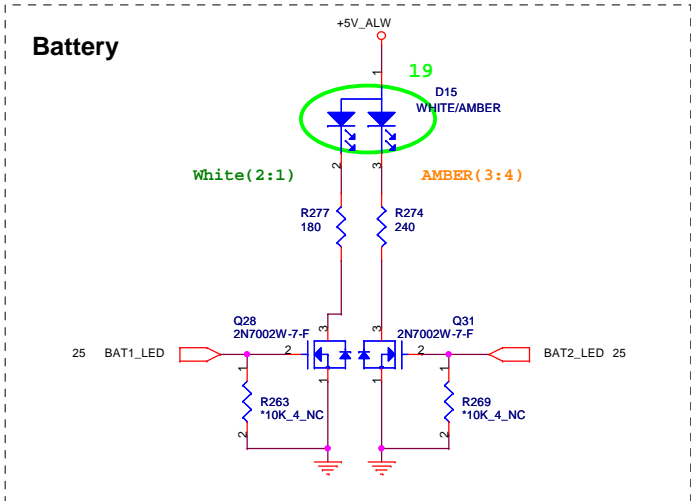 +5V_ALW
Battery
1
19
D15
WHITE/AMBER
2
3
White(2:1)
AMBER(3:4)
R277
180
R274
240
Q28
2N7002W-7-F
3
3
Q31
2N7002W-7-F
25 BAT1_LED
2
2
BAT2_LED 25
1
1
1
1
R263
*10K_4_NC
R269
*10K_4_NC
2
2